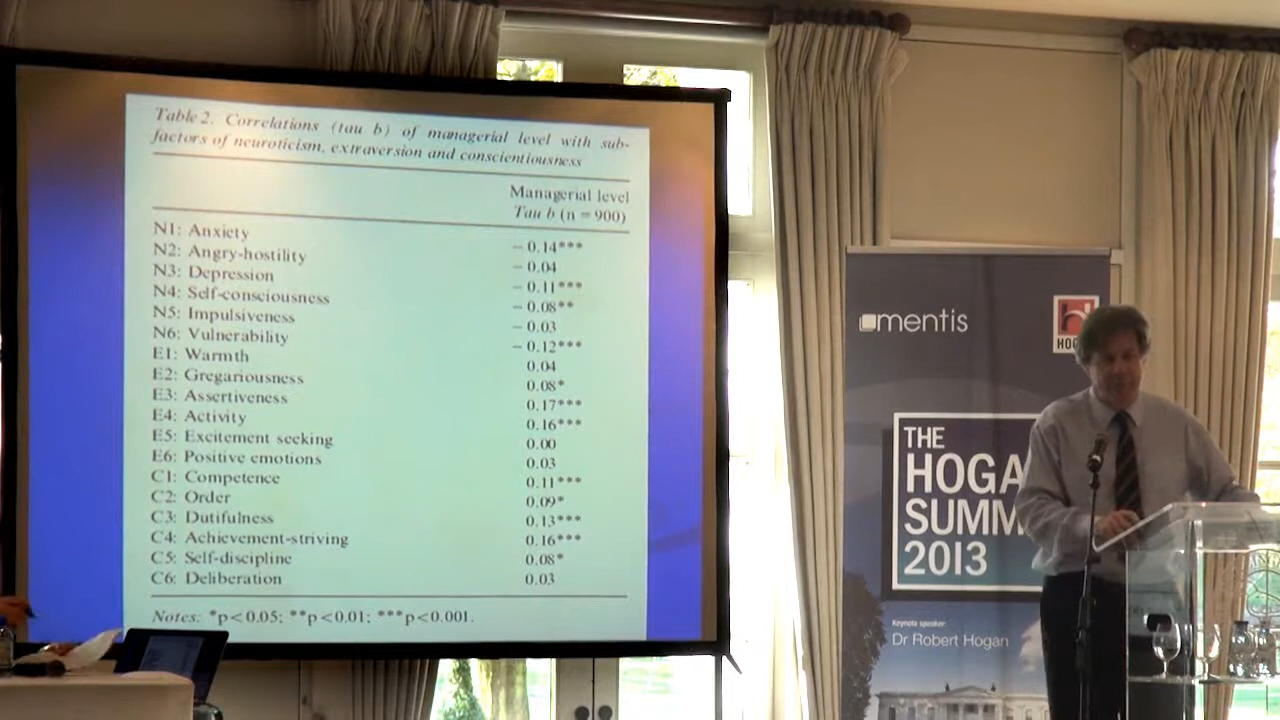 Table 2. Correlations (tau b) of managerial level with sub-
factors of neuroticism, extraversion and conscientiousness
Managerial level
Tau b (n = 900)
N1: Anxiety − 0.14***
N2: Angry-hostility − 0.04
N3: Depression − 0.11***
N4: Self-consciousness − 0.08**
N5: Impulsiveness − 0.03
N6: Vulnerability − 0.12***
E1: Warmth 0.04
E2: Gregariousness 0.08*
E3: Assertiveness 0.17***
E4: Activity 0.16***
E5: Excitement seeking 0.00
E6: Positive emotions 0.03
C1: Competence 0.11***
C2: Order 0.09*
C3: Dutifulness 0.13***
C4: Achievement-striving 0.16***
C5: Self-discipline 0.08*
C6: Deliberation 0.03
Notes: *p<0.05; **p<0.01; ***p<0.001.
mentis
HOG
THE
HOGA
SUMM
2013
Keynote speaker:
Dr Robert Hogan